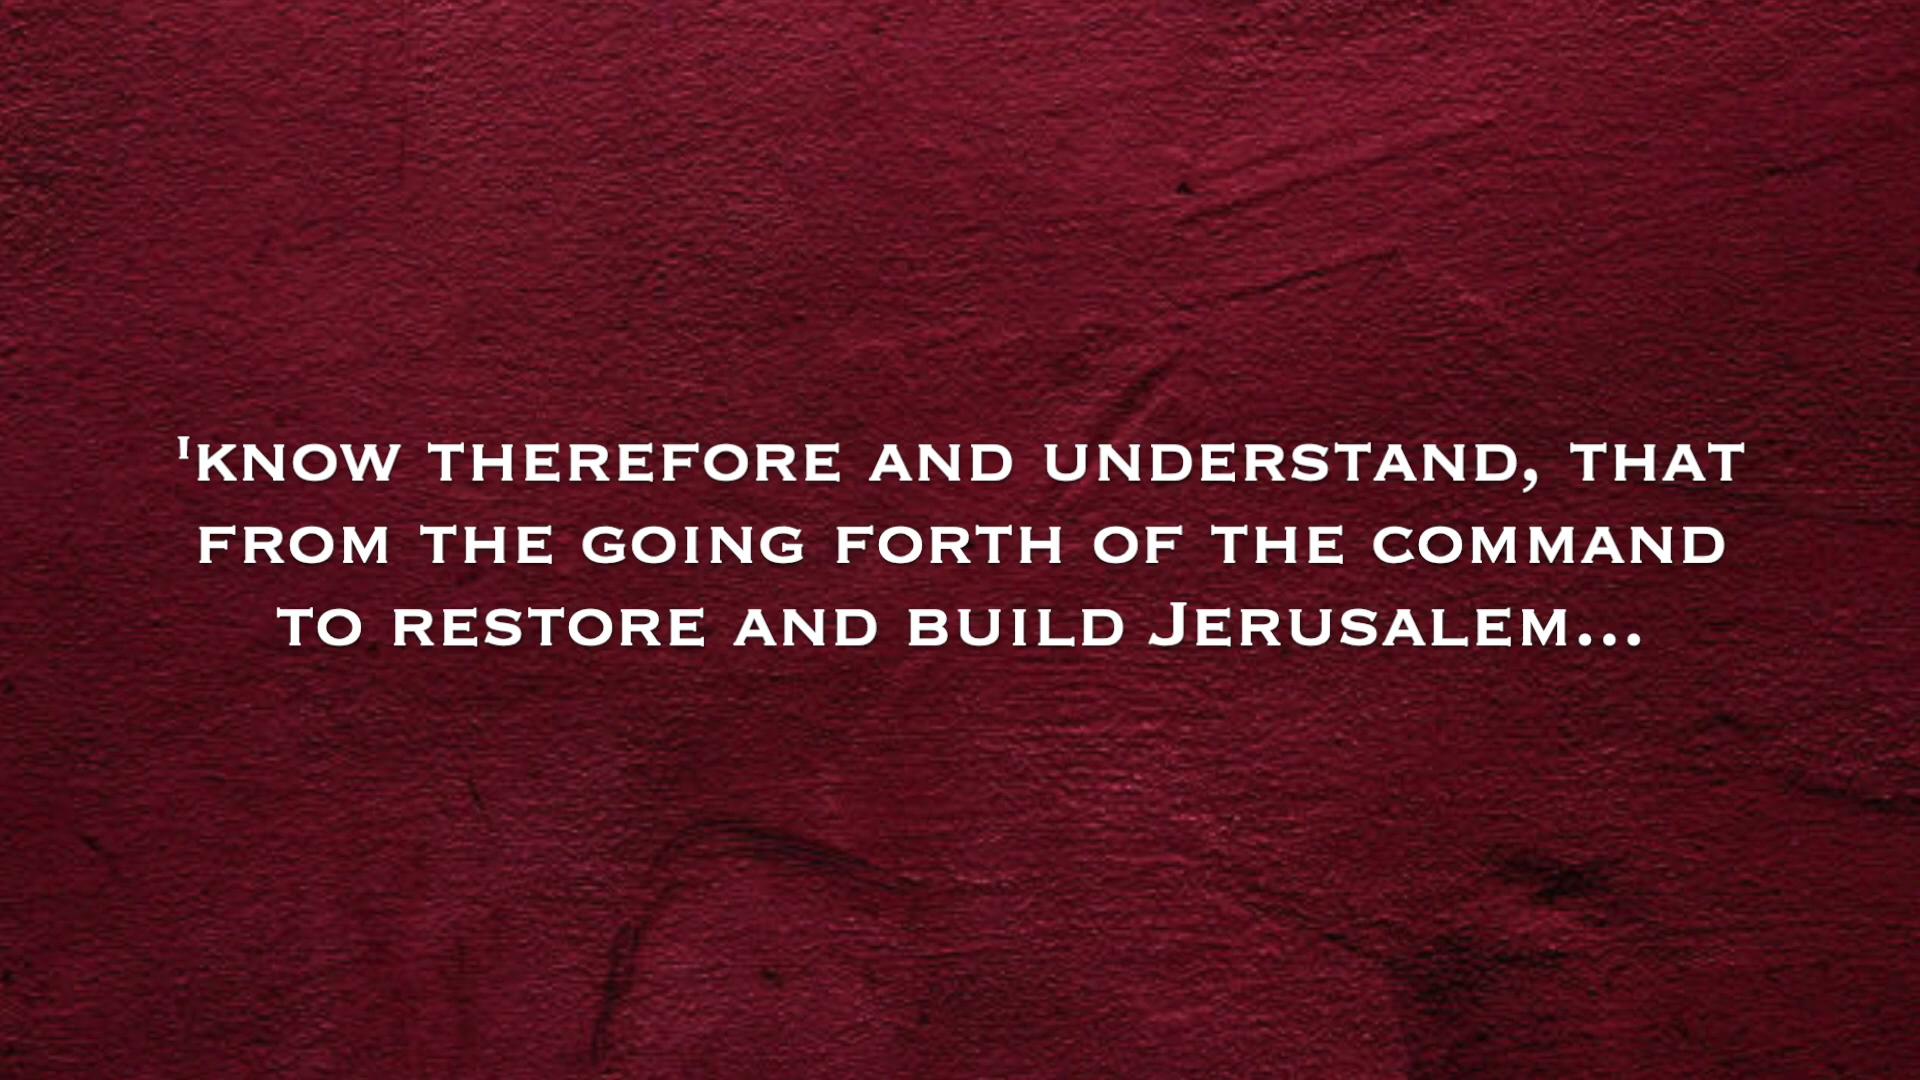 'Know therefore and understand, that
from the going forth of the command
to restore and build Jerusalem...